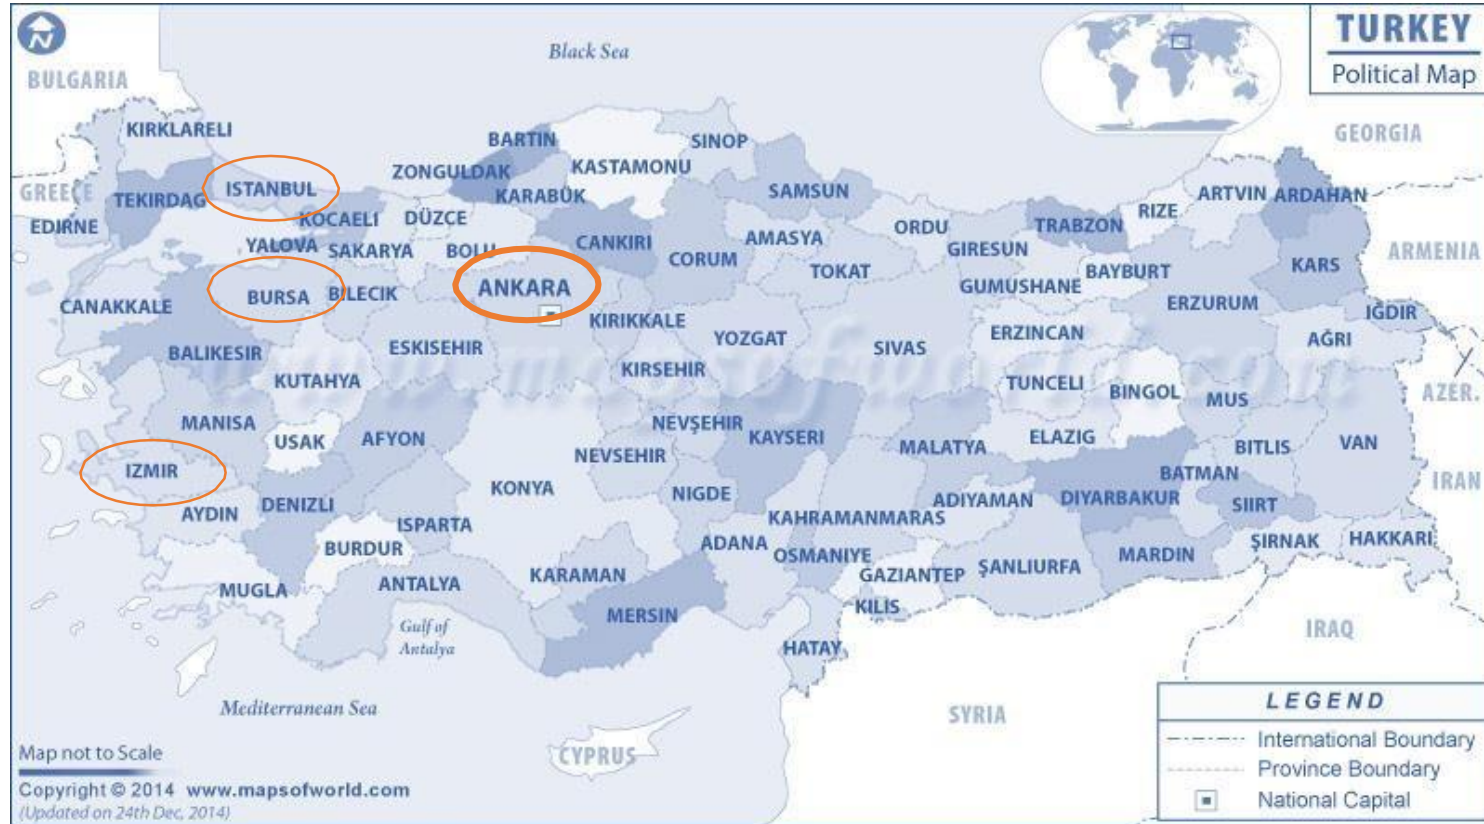 N
TURKEY
Political Map
Black Sea
BULGARIA
GEORGIA
KIRKLARELI
BARTIN
SINOP
ZONGULDAK
KASTAMONU
GREECE
TEKIRDAG
ISTANBUL
KARABÜK
SAMSUN
ARTVIN
ARDAHAN
EDIRNE
KOCAELI
DÜZCE
ORDU
TRABZON
RIZE
YALOVA
SAKARYA
BOLU
CANKIRI
CORUM
AMASYA
GIRESUN
ARMENIA
TOKAT
GUMUSHANE
BAYBURT
KARS
CANAKKALE
BURSA
BILECIK
ANKARA
ERZURUM
IĞDIR
KIRIKKALE
YOZGAT
SIVAS
ERZINCAN
AĞRI
BALIKESIR
ESKISEHIR
KIRSEHIR
www.mapsofworld.com
KUTAHYA
TUNCELI
BINGOL
MUS
AZER.
MANISA
USAK
AFYON
NEVŞEHIR
KAYSERI
MALATYA
ELAZIG
BITLIS
VAN
IZMIR
NEVSEHIR
BATMAN
IRAN
KONYA
NIGDE
ADIYAMAN
DIYARBAKUR
SIIRT
AYDIN
DENIZLI
ISPARTA
KAHRAMANMARAS
BURDUR
ADANA
OSMANIYE
MARDIN
ŞIRNAK
HAKKARI
MUGLA
ANTALYA
KARAMAN
GAZIANTEP
ŞANLIURFA
MERSIN
KILIS
Gulf of
Antalya
HATAY
IRAQ
Mediterranean Sea
SYRIA
CYPRUS
LEGEND
International Boundary
Province Boundary
National Capital
Map not to Scale
Copyright © 2014 www.mapsofworld.com
(Updated on 24th Dec, 2014)